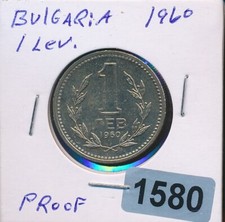 BULGARIA 1960
1 Lev.
1
ЛЕВ
1960
PROOF
1580